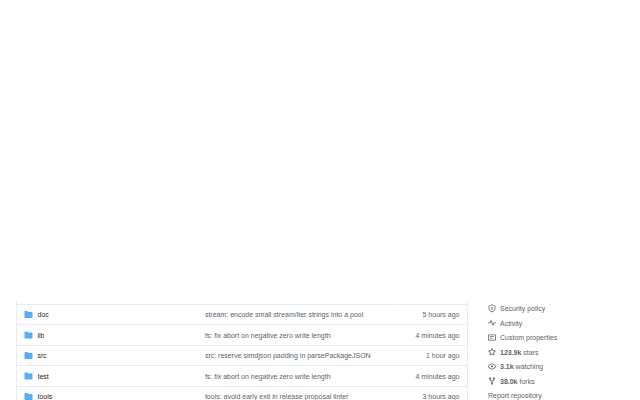 doc stream: encode small stream/iter strings into a pool 5 hours ago
lib fs: fix abort on negative zero write length 4 minutes ago
src src: reserve simdjson padding in parsePackageJSON 1 hour ago
test fs: fix abort on negative zero write length 4 minutes ago
tools tools: avoid early exit in release proposal linter 3 hours ago
Security policy
Activity
Custom properties
123.9k stars
3.1k watching
38.0k forks
Report repository